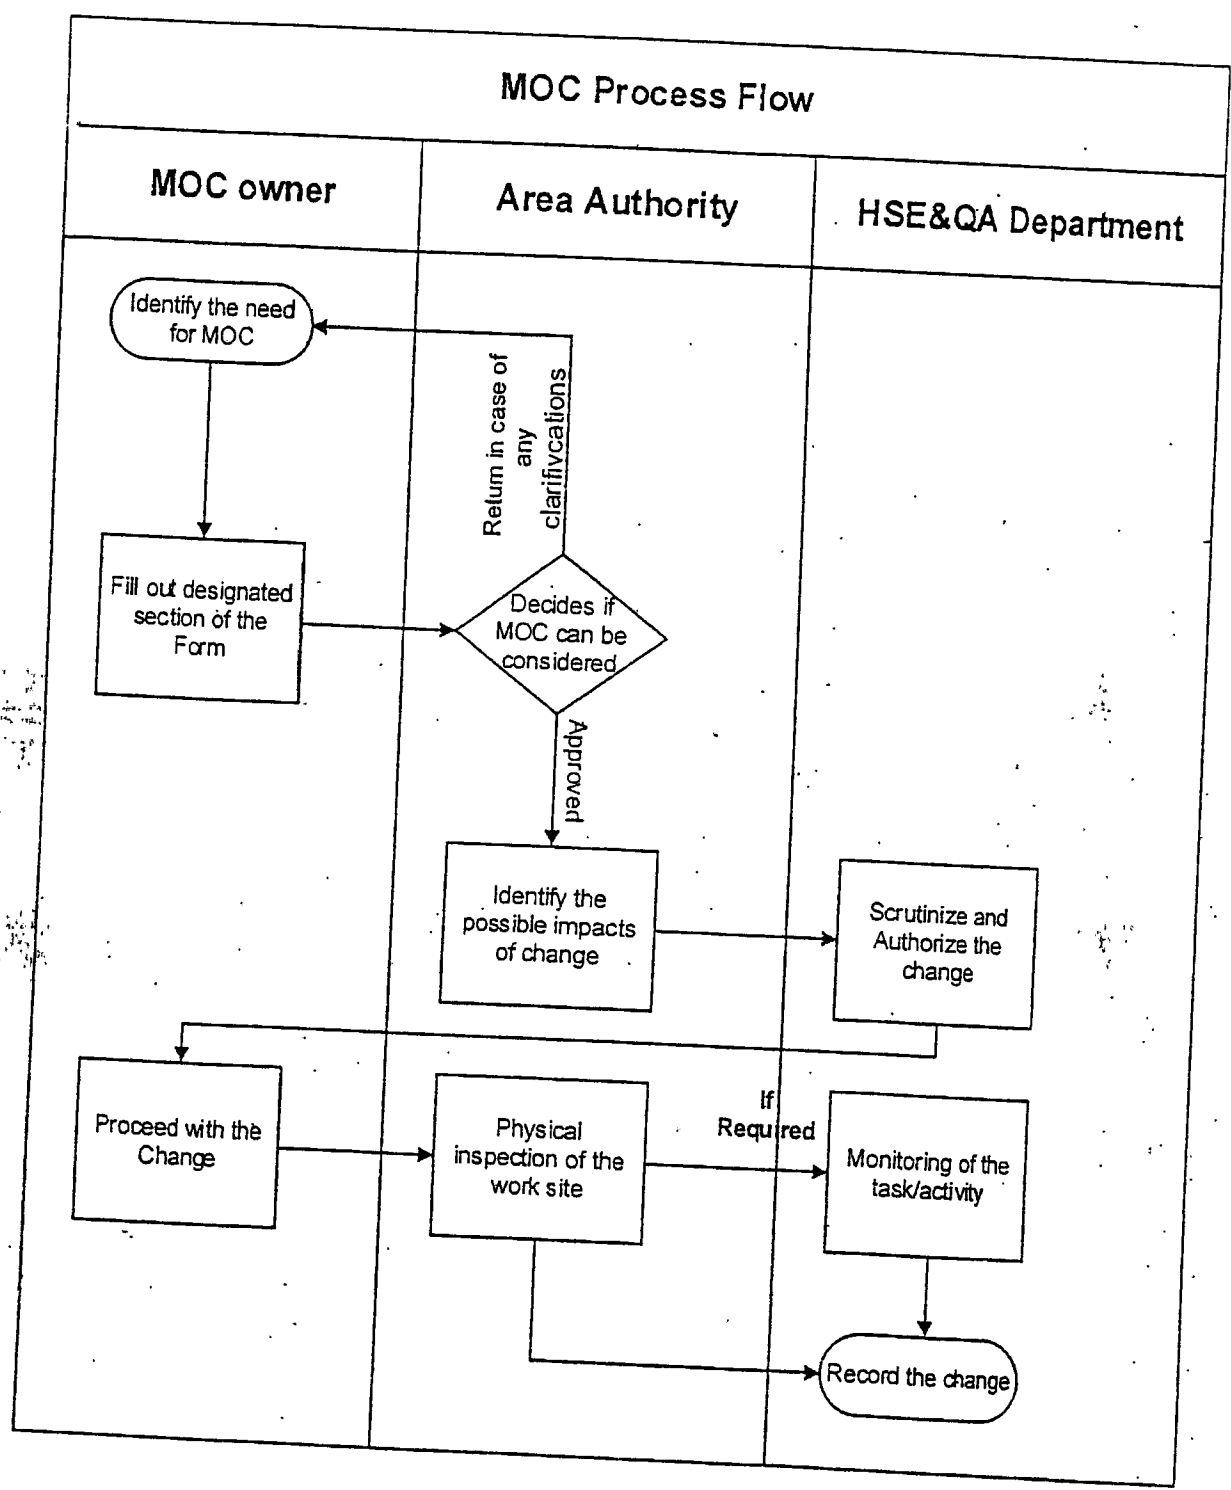 MOC Process Flow
MOC owner
Area Authority
HSE&QA Department
Identify the need
for MOC
Return in case of
any
clarifivcations
Fill out designated
section of the
Form
Decides if
MOC can be
considered
Approved
Identify the
possible impacts
of change
Scrutinize and
Authorize the
change
Proceed with the
Change
Physical
inspection of the
work site
If
Required
Monitoring of the
task/activity
Record the change